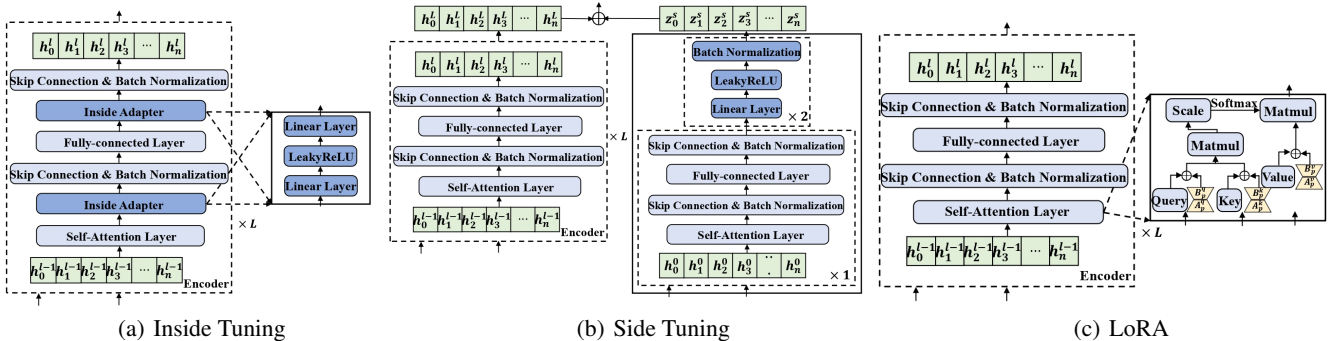 h_0^l h_1^l h_2^l h_3^l ... h_n^l
Skip Connection & Batch Normalization
Inside Adapter
Fully-connected Layer
Skip Connection & Batch Normalization
Inside Adapter
× L
Self-Attention Layer
h_0^{l-1} h_1^{l-1} h_2^{l-1} h_3^{l-1} ... h_n^{l-1}
Encoder
Linear Layer
LeakyReLU
Linear Layer
(a) Inside Tuning
h_0^L h_1^L h_2^L h_3^L ... h_n^L
z_0^s z_1^s z_2^s z_3^s ... z_n^s
h_0^l h_1^l h_2^l h_3^l ... h_n^l
Skip Connection & Batch Normalization
× L
Fully-connected Layer
Skip Connection & Batch Normalization
Self-Attention Layer
h_0^{l-1} h_1^{l-1} h_2^{l-1} h_3^{l-1} ... h_n^{l-1}
Encoder
Batch Normalization
LeakyReLU
Linear Layer
× 2
Skip Connection & Batch Normalization
Fully-connected Layer
Skip Connection & Batch Normalization
Self-Attention Layer
h_0^0 h_1^0 h_2^0 h_3^0 ... h_n^0
× 1
(b) Side Tuning
h_0^l h_1^l h_2^l h_3^l ... h_n^l
Skip Connection & Batch Normalization
Fully-connected Layer
Skip Connection & Batch Normalization
Self-Attention Layer
× L
h_0^{l-1} h_1^{l-1} h_2^{l-1} h_3^{l-1} ... h_n^{l-1}
Encoder
Scale Softmax Matmul
Matmul
Query B_p^q A_p^q Key B_p^k A_p^k Value B_p^v A_p^v
(c) LoRA